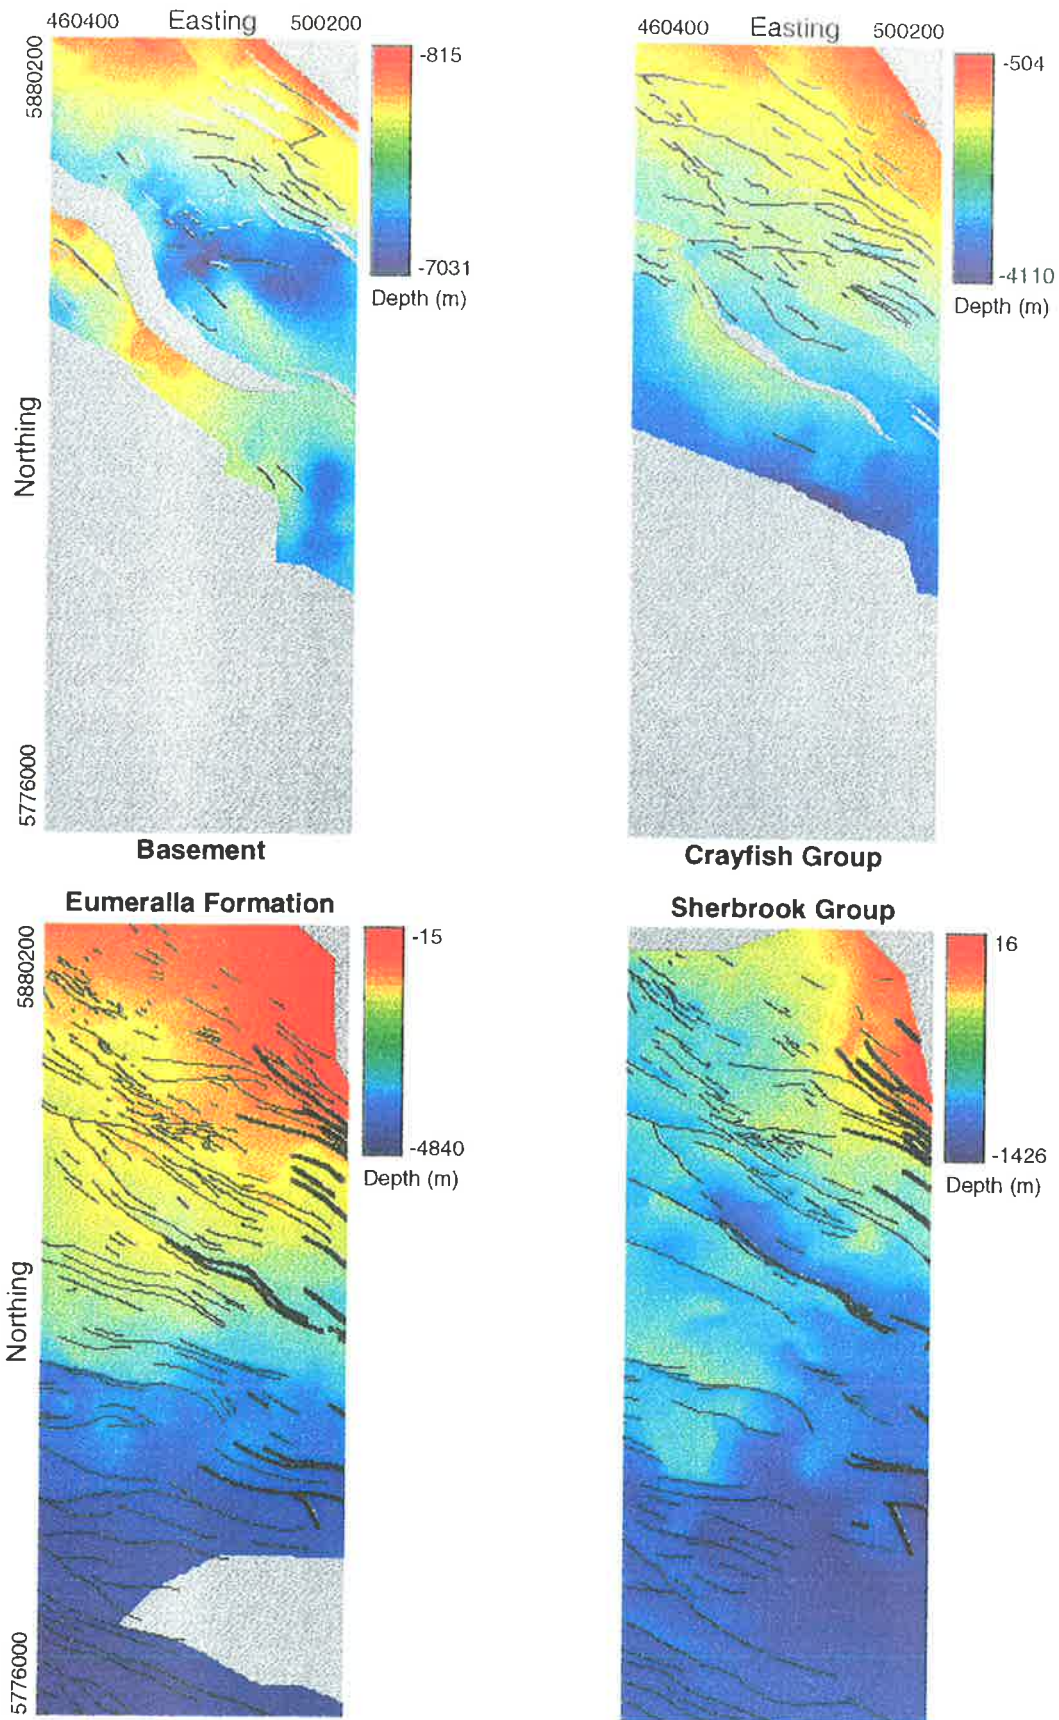 460400 Easting 500200
5880200
-815
-7031
Depth (m)
Northing
5776000
Basement
460400 Easting 500200
-504
-4110
Depth (m)
Crayfish Group
Eumeralla Formation
5880200
-15
-4840
Depth (m)
Northing
5776000
Sherbrook Group
16
-1426
Depth (m)